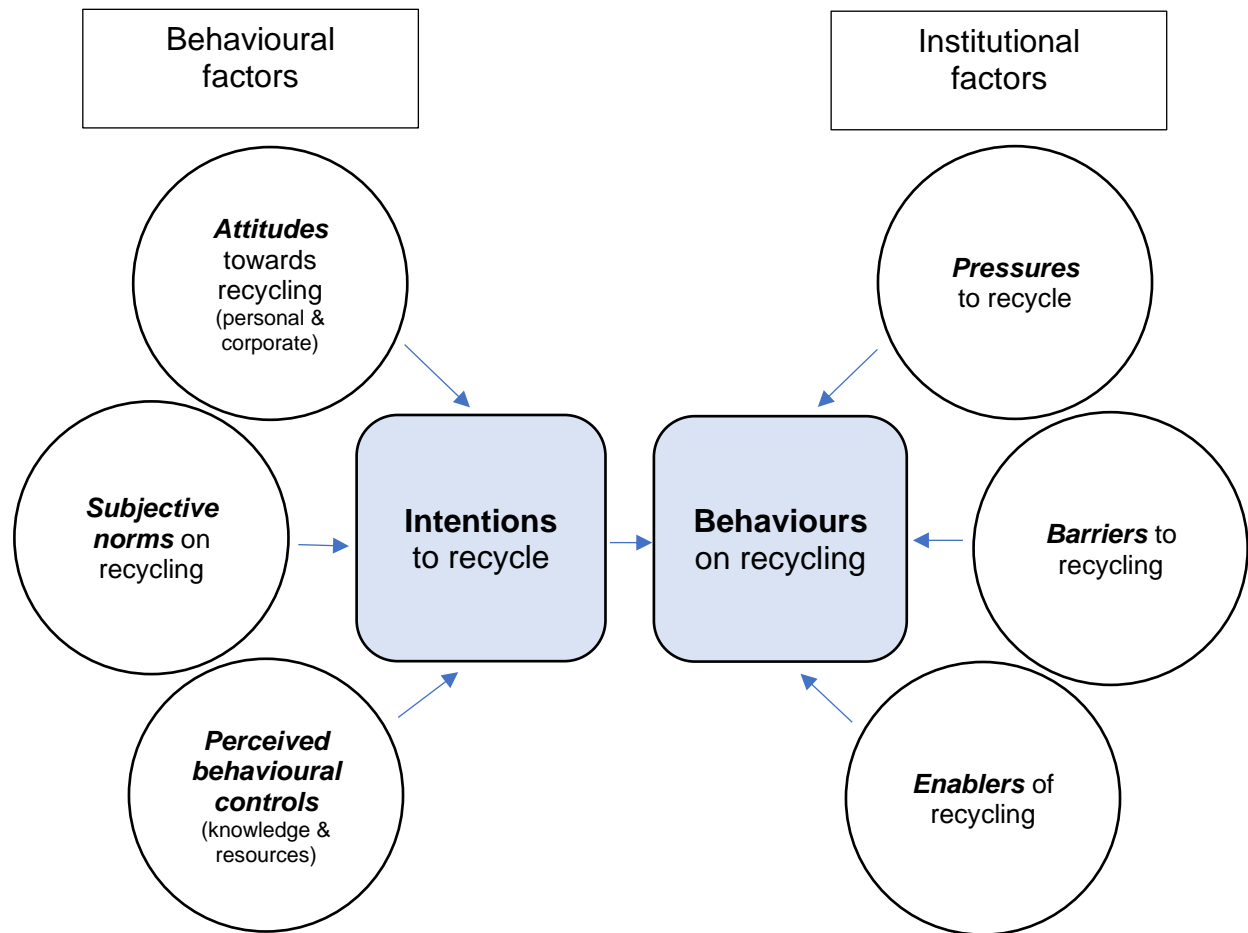 Behavioural
factors
Institutional
factors
Attitudes
towards
recycling
(personal &
corporate)
Pressures
to recycle
Subjective
norms on
recycling
Intentions
to recycle
Behaviours
on recycling
Barriers to
recycling
Perceived
behavioural
controls
(knowledge &
resources)
Enablers of
recycling